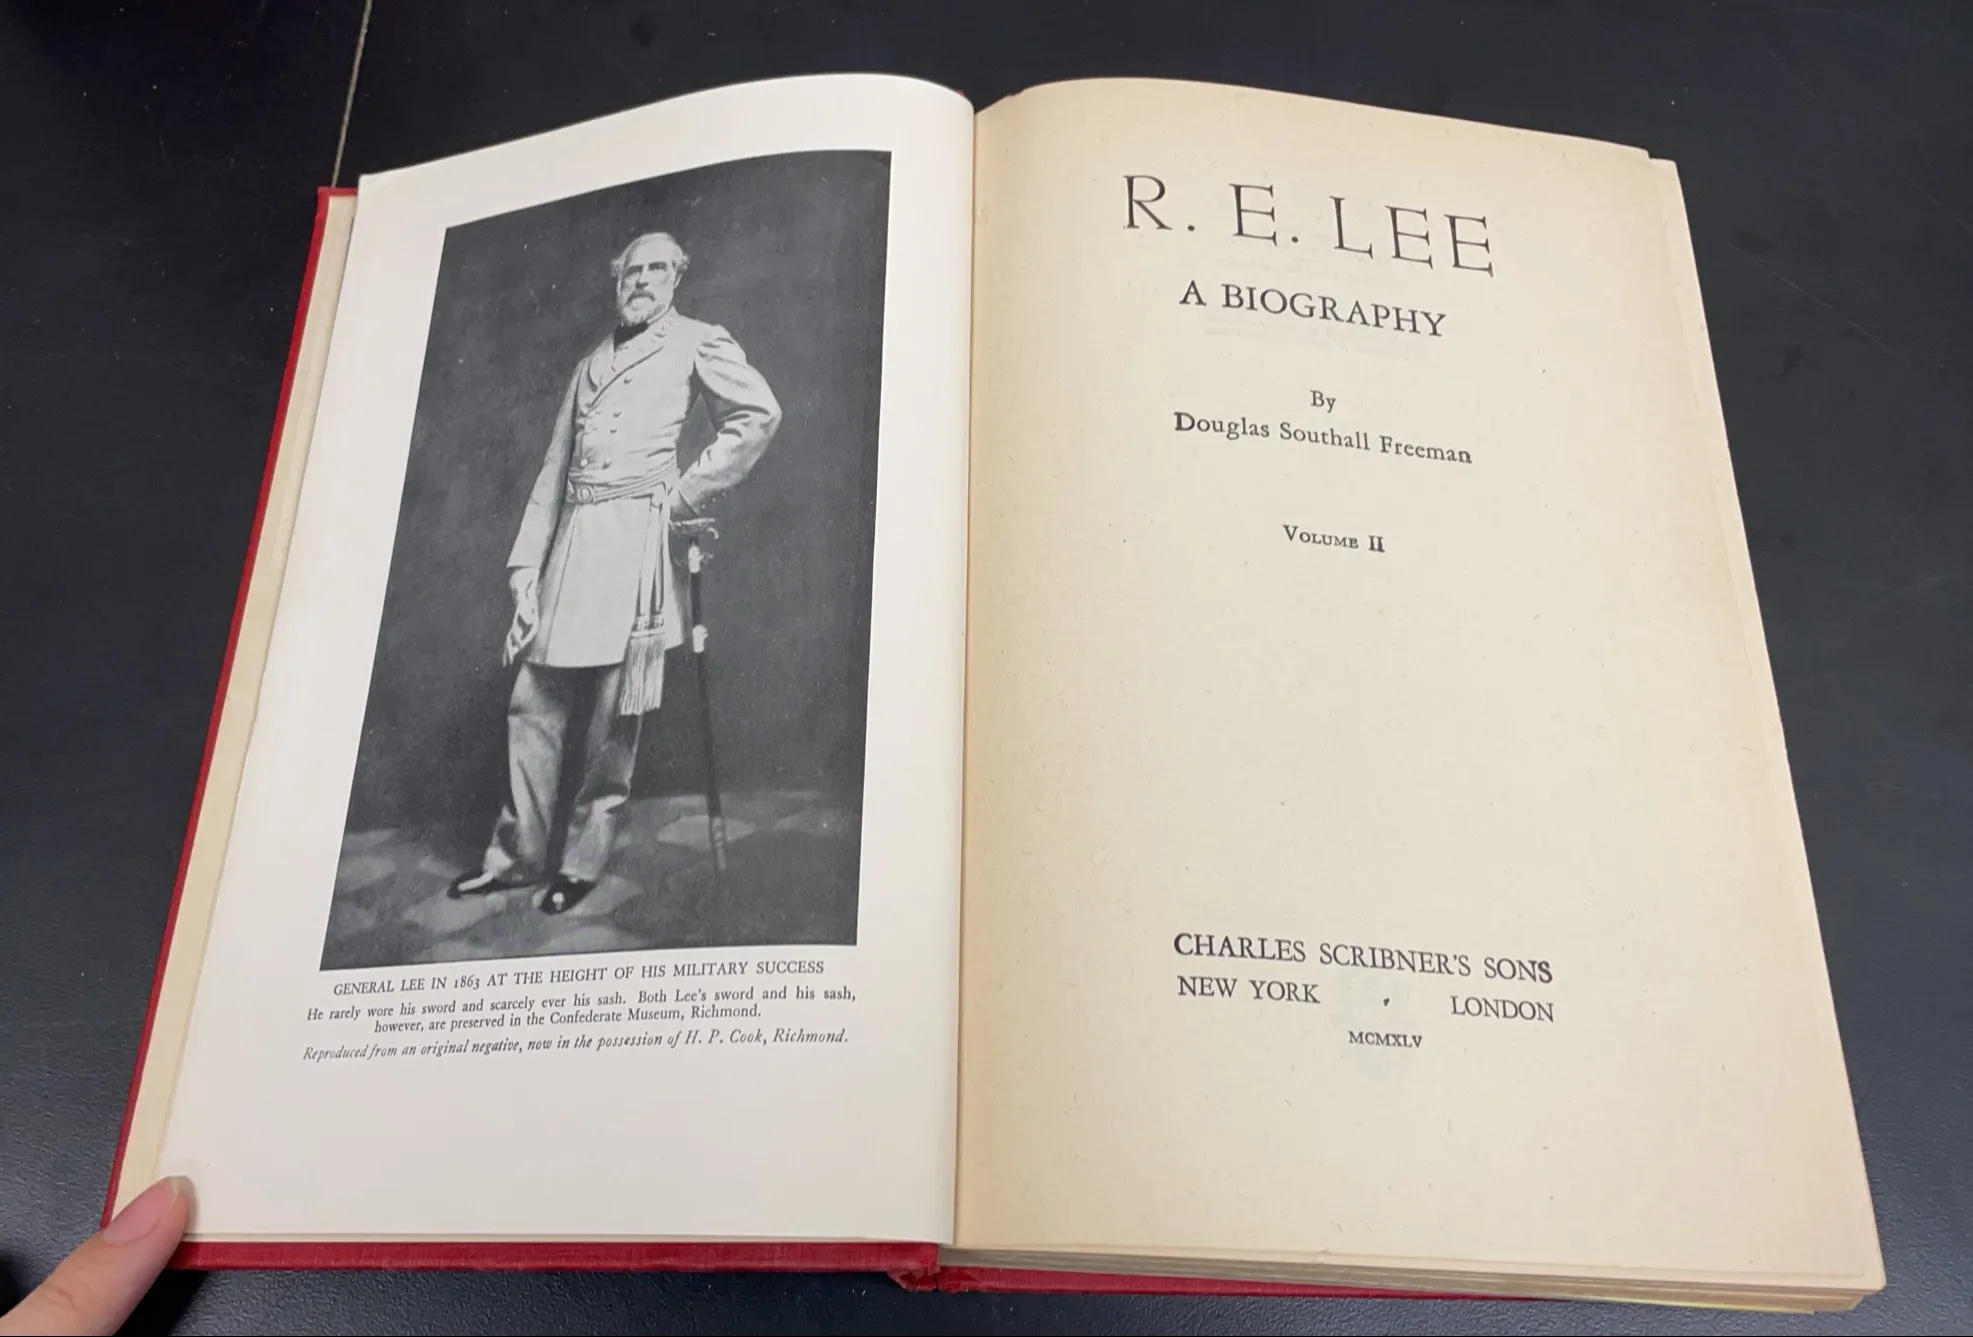 GENERAL LEE IN 1863 AT THE HEIGHT OF HIS MILITARY SUCCESS
He rarely wore his sword and scarcely ever his sash. Both Lee's sword and his sash,
however, are preserved in the Confederate Museum, Richmond.
Reproduced from an original negative, now in the possession of H. P. Cook, Richmond.
R. E. LEE
A BIOGRAPHY
By
Douglas Southall Freeman
VOLUME II
CHARLES SCRIBNER'S SONS
NEW YORK · LONDON
MCMXLV